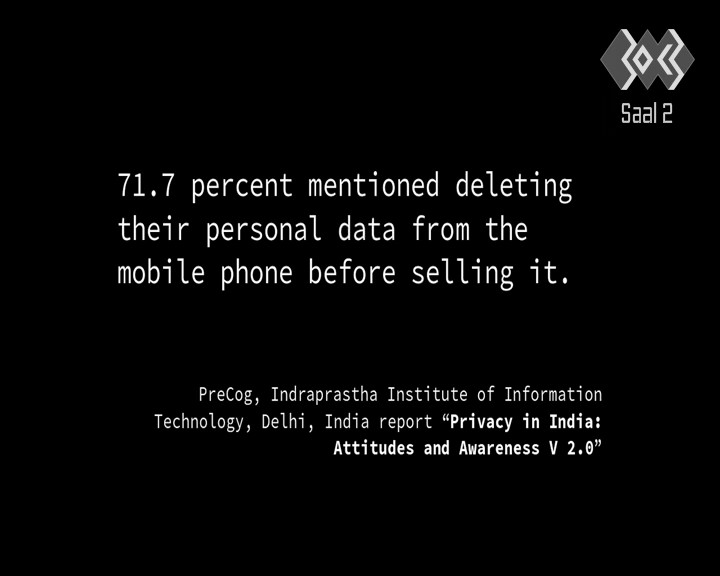 Saal 2
71.7 percent mentioned deleting
their personal data from the
mobile phone before selling it.
PreCog, Indraprastha Institute of Information
Technology, Delhi, India report “Privacy in India:
Attitudes and Awareness V 2.0”